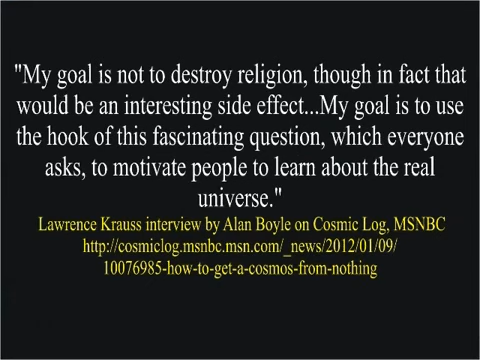 "My goal is not to destroy religion, though in fact that
would be an interesting side effect...My goal is to use
the hook of this fascinating question, which everyone
asks, to motivate people to learn about the real
universe."
Lawrence Krauss interview by Alan Boyle on Cosmic Log, MSNBC
http://cosmiclog.msnbc.msn.com/_news/2012/01/09/
10076985-how-to-get-a-cosmos-from-nothing